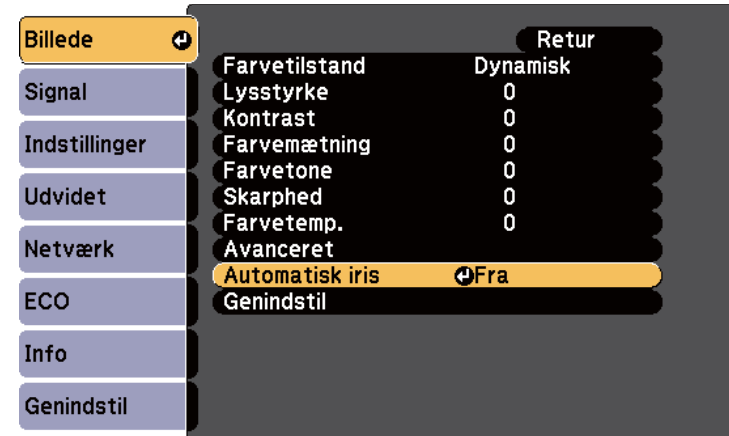 Billede
Signal
Indstillinger
Udvidet
Netværk
ECO
Info
Genindstil
Retur
Farvetilstand Dynamisk
Lysstyrke 0
Kontrast 0
Farvemætning 0
Farvetone 0
Skarphed 0
Farvetemp. 0
Avanceret
Automatisk iris Fra
Genindstil